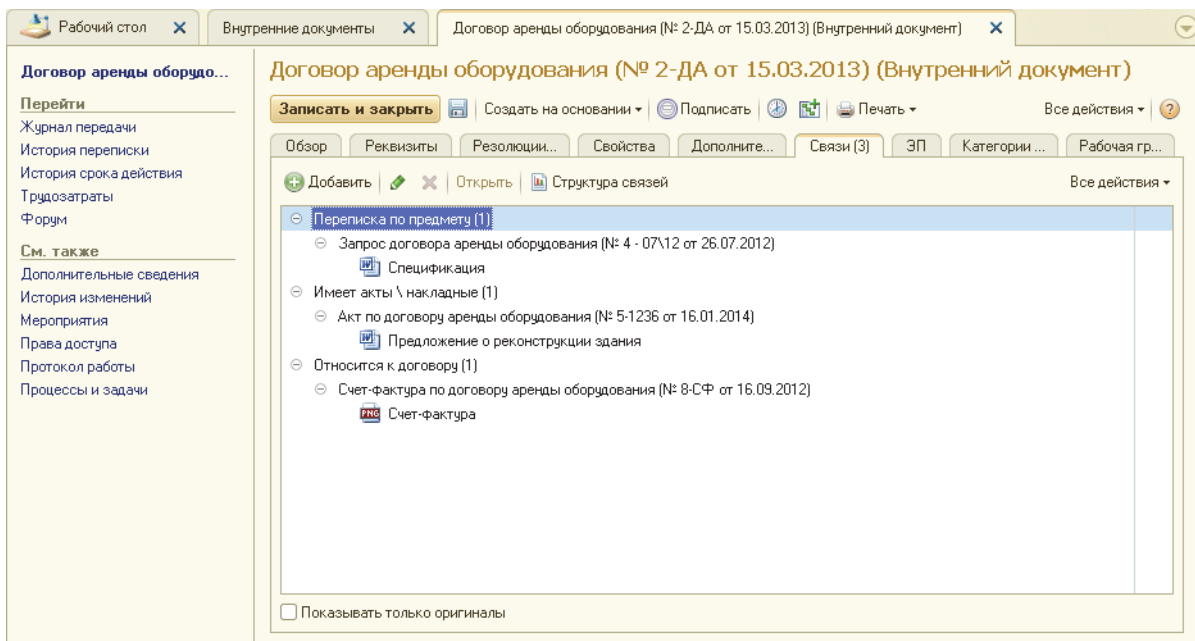 Рабочий стол
Внутренние документы
Договор аренды оборудования (№ 2-ДА от 15.03.2013) (Внутренний документ)
Договор аренды оборудо...
Перейти
Журнал передачи
История переписки
История срока действия
Трудозатраты
Форум
См. также
Дополнительные сведения
История изменений
Мероприятия
Права доступа
Протокол работы
Процессы и задачи
Договор аренды оборудования (№ 2-ДА от 15.03.2013) (Внутренний документ)
Записать и закрыть Создать на основании Подписать Печать Все действия ?
Обзор Реквизиты Резолюции... Свойства Дополните... Связи (3) ЭП Категории ... Рабочая гр...
Добавить Открыть Структура связей Все действия
Переписка по предмету (1)
Запрос договора аренды оборудования (№ 4 - 07\12 от 26.07.2012)
Спецификация
Имеет акты \ накладные (1)
Акт по договору аренды оборудования (№ 5-1236 от 16.01.2014)
Предложение о реконструкции здания
Относится к договору (1)
Счет-фактура по договору аренды оборудования (№ 8-СФ от 16.09.2012)
PNG Счет-фактура
Показывать только оригиналы